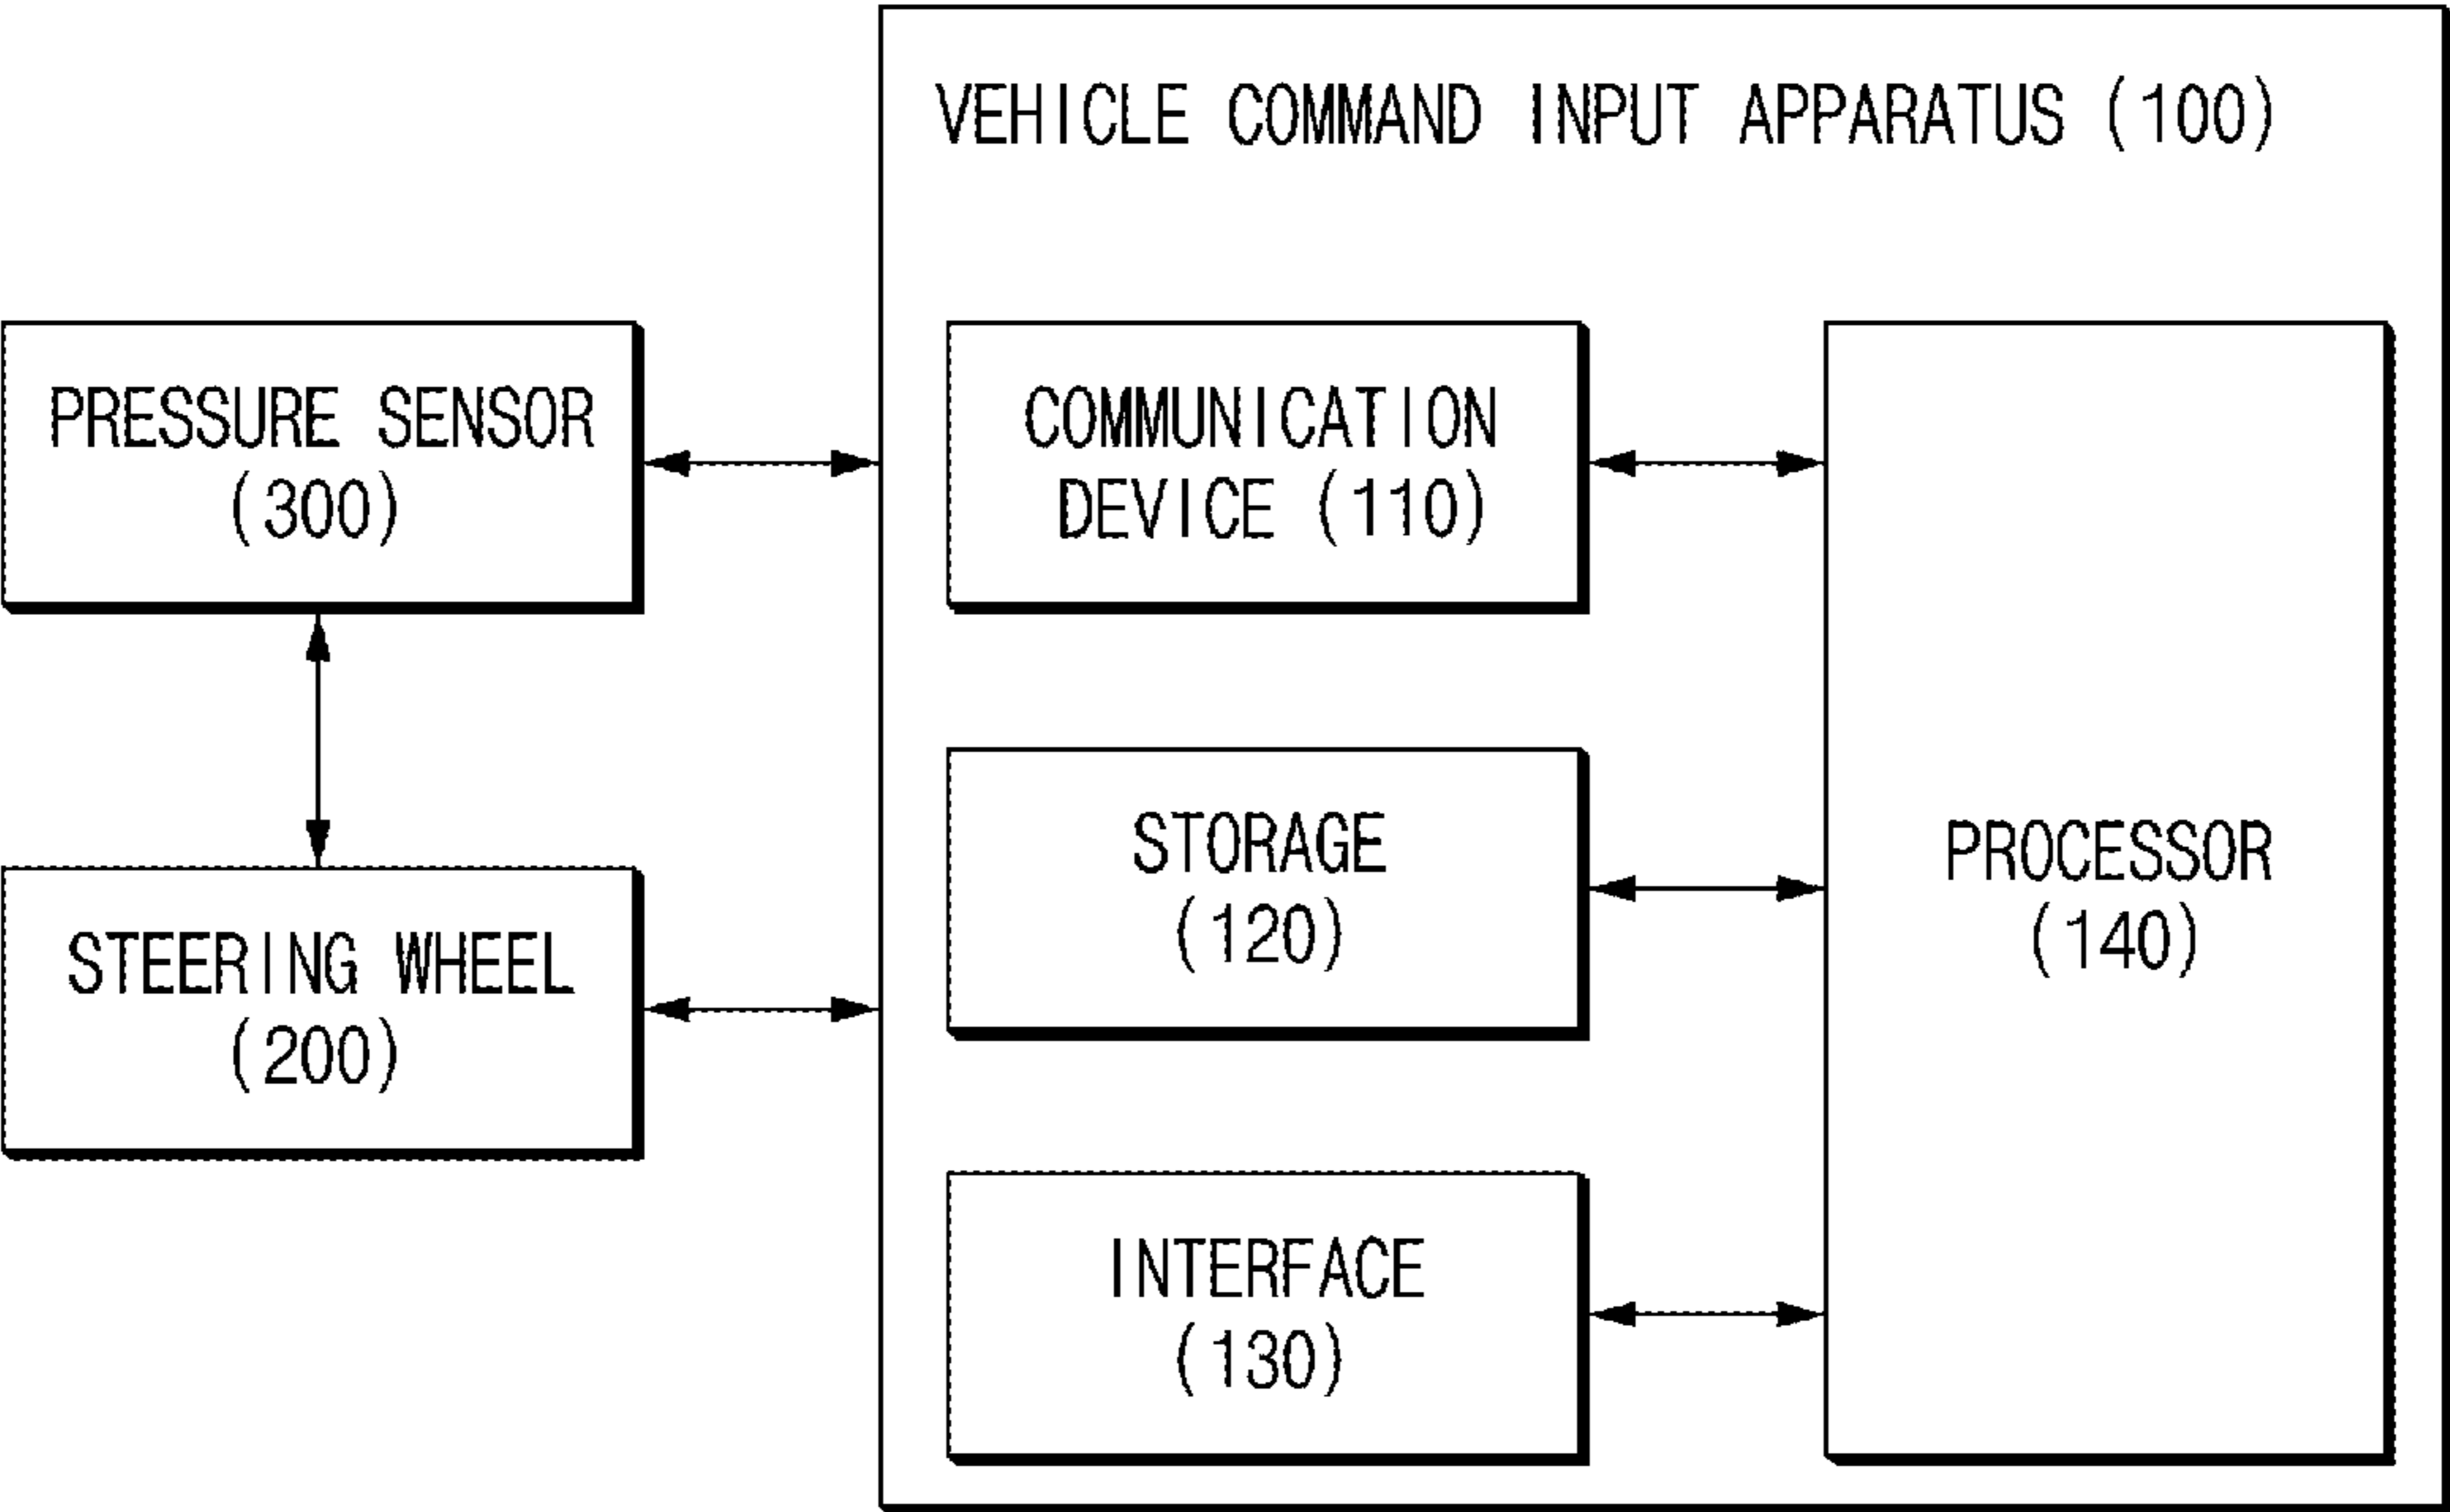 VEHICLE COMMAND INPUT APPARATUS (100)
PRESSURE SENSOR
(300)
STEERING WHEEL
(200)
COMMUNICATION
DEVICE (110)
STORAGE
(120)
INTERFACE
(130)
PROCESSOR
(140)